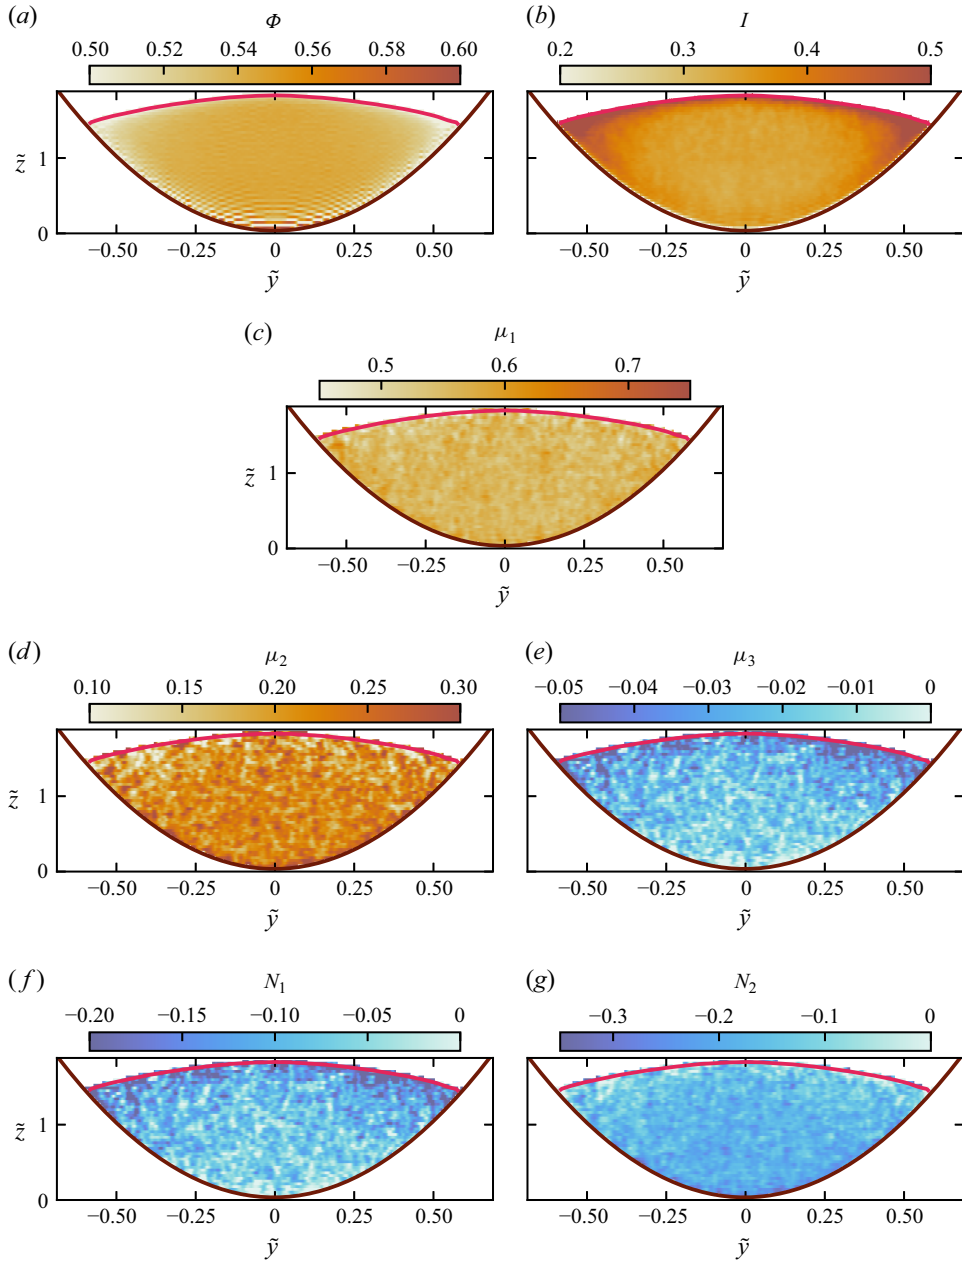 (a) Φ
0.50 0.52 0.54 0.56 0.58 0.60
z̃
1
0
−0.50 −0.25 0 0.25 0.50
ỹ
(b) I
0.2 0.3 0.4 0.5
−0.50 −0.25 0 0.25 0.50
ỹ
(c) μ1
0.5 0.6 0.7
z̃
1
0
−0.50 −0.25 0 0.25 0.50
ỹ
(d) μ2
0.10 0.15 0.20 0.25 0.30
z̃
1
0
−0.50 −0.25 0 0.25 0.50
ỹ
(e) μ3
−0.05 −0.04 −0.03 −0.02 −0.01 0
−0.50 −0.25 0 0.25 0.50
ỹ
(f) N1
−0.20 −0.15 −0.10 −0.05 0
z̃
1
0
−0.50 −0.25 0 0.25 0.50
ỹ
(g) N2
−0.3 −0.2 −0.1 0
−0.50 −0.25 0 0.25 0.50
ỹ